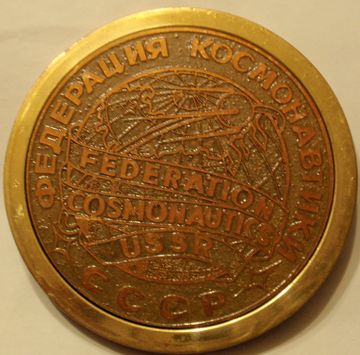 ФЕДЕРАЦИЯ КОСМОНАВТИКИ
СССР
FEDERATION
COSMONAUTICS
USSR